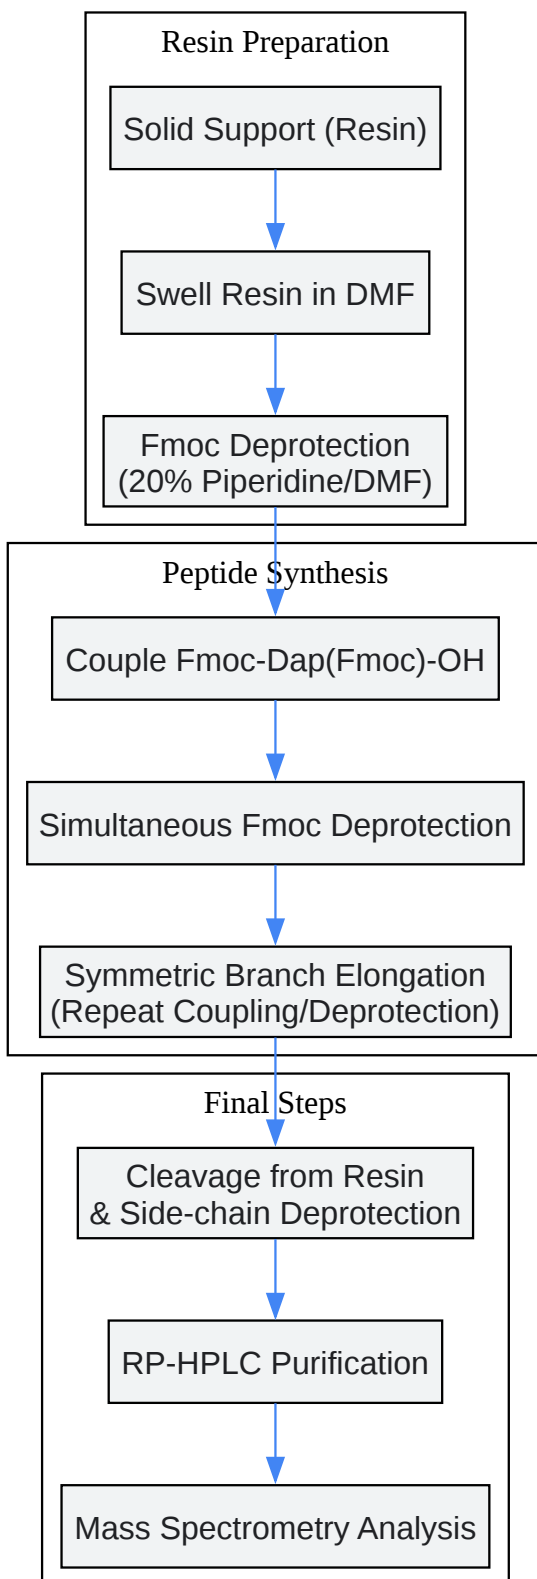 Resin Preparation
Solid Support (Resin)
Swell Resin in DMF
Fmoc Deprotection
(20% Piperidine/DMF)
Peptide Synthesis
Couple Fmoc-Dap(Fmoc)-OH
Simultaneous Fmoc Deprotection
Symmetric Branch Elongation
(Repeat Coupling/Deprotection)
Final Steps
Cleavage from Resin
& Side-chain Deprotection
RP-HPLC Purification
Mass Spectrometry Analysis